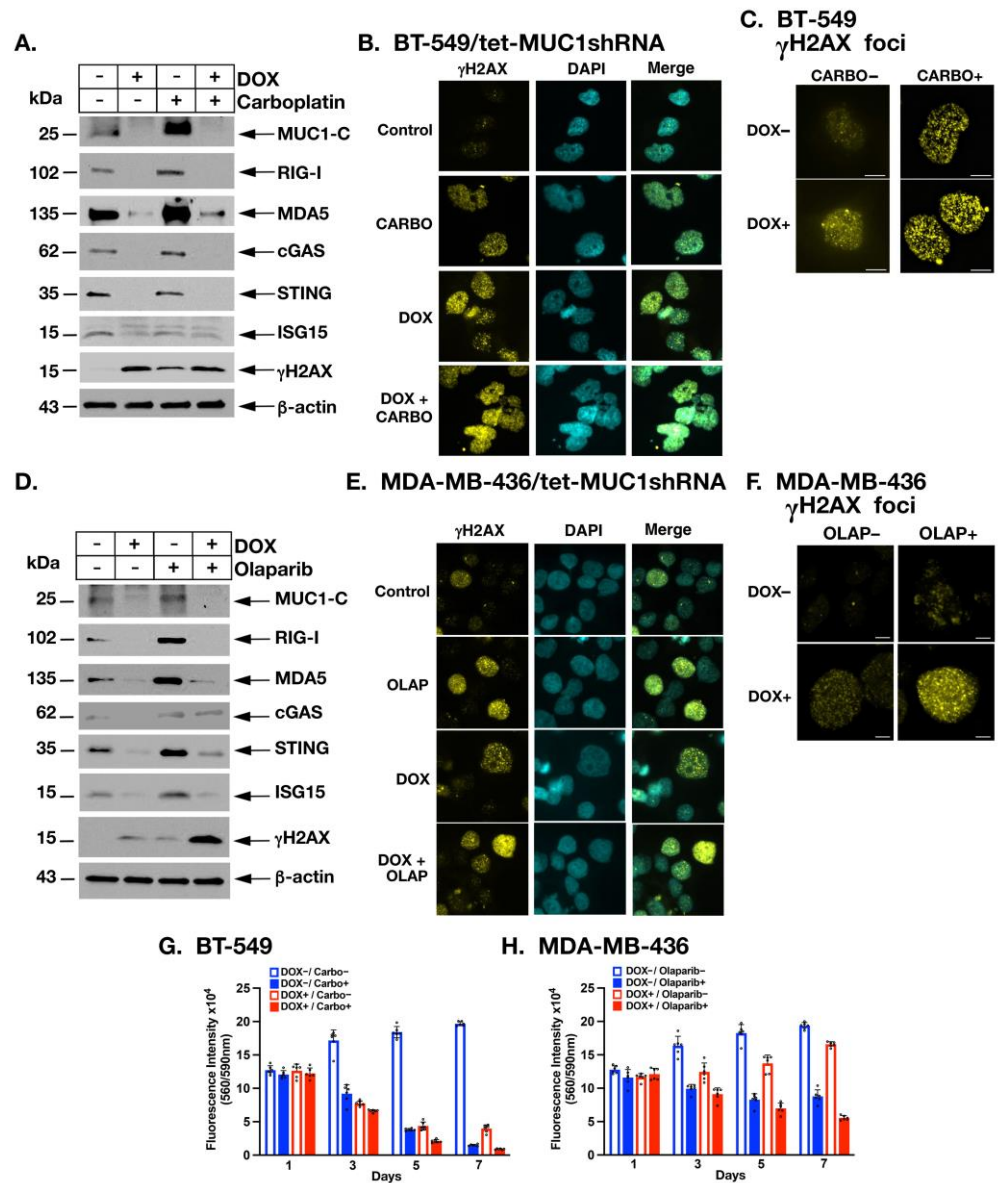 A.
- + - + DOX
kDa - - + + Carboplatin
25 MUC1-C
102 RIG-I
135 MDA5
62 cGAS
35 STING
15 ISG15
15 γH2AX
43 β-actin
B. BT-549/tet-MUC1shRNA
γH2AX DAPI Merge
Control
CARBO
DOX
DOX +
CARBO
C. BT-549
γH2AX foci
CARBO– CARBO+
DOX–
DOX+
D.
- + - + DOX
kDa - - + + Olaparib
25 MUC1-C
102 RIG-I
135 MDA5
62 cGAS
35 STING
15 ISG15
15 γH2AX
43 β-actin
E. MDA-MB-436/tet-MUC1shRNA
γH2AX DAPI Merge
Control
OLAP
DOX
DOX +
OLAP
F. MDA-MB-436
γH2AX foci
OLAP– OLAP+
DOX–
DOX+
G. BT-549
DOX–/ Carbo–
DOX–/ Carbo+
DOX+ / Carbo–
DOX+ / Carbo+
Fluorescence Intensity x10⁴
(560/590nm)
25
20
15
10
5
0
1 3 5 7
Days
H. MDA-MB-436
DOX–/ Olaparib–
DOX–/ Olaparib+
DOX+ / Olaparib–
DOX+ / Olaparib+
Fluorescence Intensity x10⁴
(560/590nm)
25
20
15
10
5
0
1 3 5 7
Days